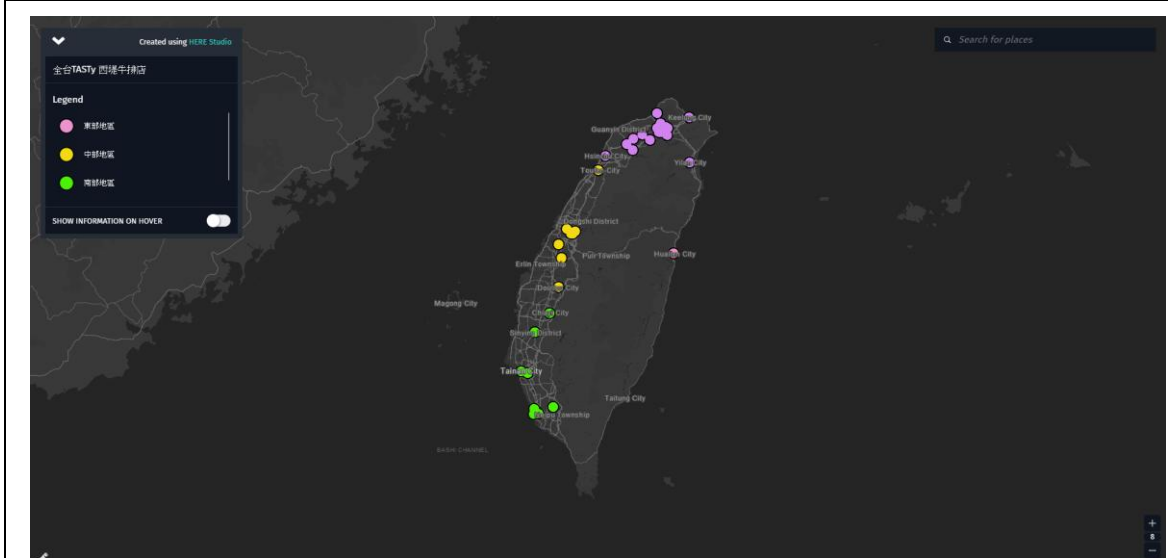 Created using HERE Studio
Search for places
全台TASTy 西堤牛排店
Legend
東部地區
中部地區
南部地區
SHOW INFORMATION ON HOVER
Keelung City
Guanyin District
Hsinchu City
Yilan City
Toufen City
Dongshi District
Puli Township
Hualien City
Erlin Township
Douliu City
Magong City
Chiayi City
Sinying District
Tainan City
Taitung City
Township
BASHI CHANNEL
+
8
−